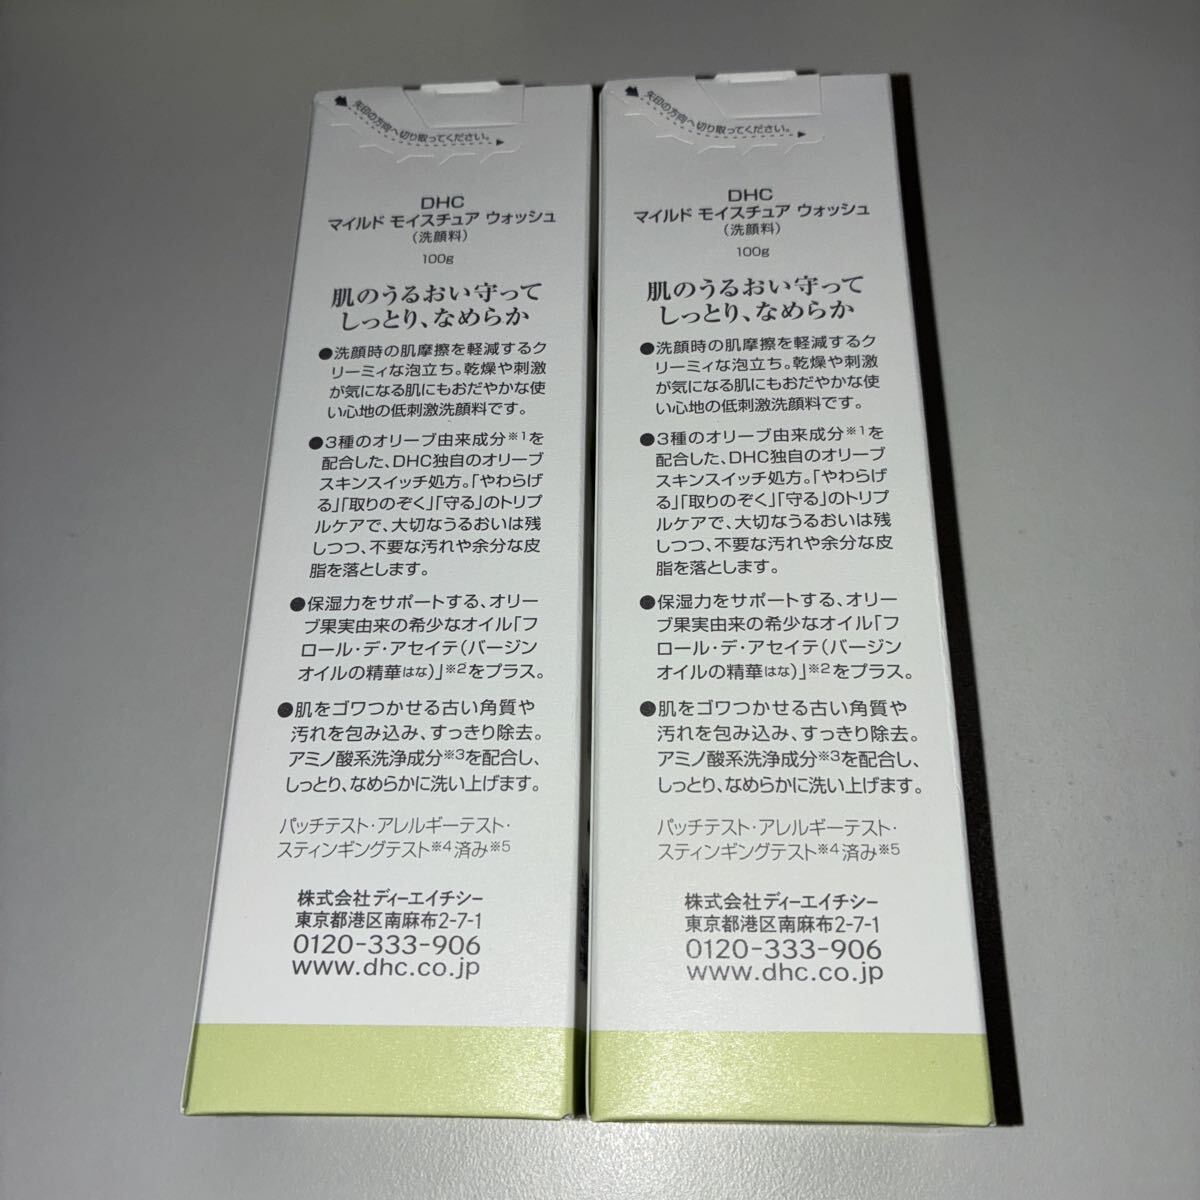 矢印の方向へ切り取ってください。
DHC
マイルド モイスチュア ウォッシュ
(洗顔料)
100g
肌のうるおい守って
しっとり、なめらか
●洗顔時の肌摩擦を軽減するク
リーミィな泡立ち。乾燥や刺激
が気になる肌にもおだやかな使
い心地の低刺激洗顔料です。
●3種のオリーブ由来成分※1を
配合した、DHC独自のオリーブ
スキンスイッチ処方。「やわらげ
る」「取りのぞく」「守る」のトリプ
ルケアで、大切なうるおいは残
しつつ、不要な汚れや余分な皮
脂を落とします。
●保湿力をサポートする、オリー
ブ果実由来の希少なオイル「フ
ロール・デ・アセイテ(バージン
オイルの精華はな)」※2をプラス。
●肌をゴワつかせる古い角質や
汚れを包み込み、すっきり除去。
アミノ酸系洗浄成分※3を配合し、
しっとり、なめらかに洗い上げます。
パッチテスト・アレルギーテスト・
スティンギングテスト※4済み※5
株式会社ディーエイチシー
東京都港区南麻布2-7-1
0120-333-906
www.dhc.co.jp
矢印の方向へ切り取ってください。
DHC
マイルド モイスチュア ウォッシュ
(洗顔料)
100g
肌のうるおい守って
しっとり、なめらか
●洗顔時の肌摩擦を軽減するク
リーミィな泡立ち。乾燥や刺激
が気になる肌にもおだやかな使
い心地の低刺激洗顔料です。
●3種のオリーブ由来成分※1を
配合した、DHC独自のオリーブ
スキンスイッチ処方。「やわらげ
る」「取りのぞく」「守る」のトリプ
ルケアで、大切なうるおいは残
しつつ、不要な汚れや余分な皮
脂を落とします。
●保湿力をサポートする、オリー
ブ果実由来の希少なオイル「フ
ロール・デ・アセイテ(バージン
オイルの精華はな)」※2をプラス。
●肌をゴワつかせる古い角質や
汚れを包み込み、すっきり除去。
アミノ酸系洗浄成分※3を配合し、
しっとり、なめらかに洗い上げます。
パッチテスト・アレルギーテスト・
スティンギングテスト※4済み※5
株式会社ディーエイチシー
東京都港区南麻布2-7-1
0120-333-906
www.dhc.co.jp